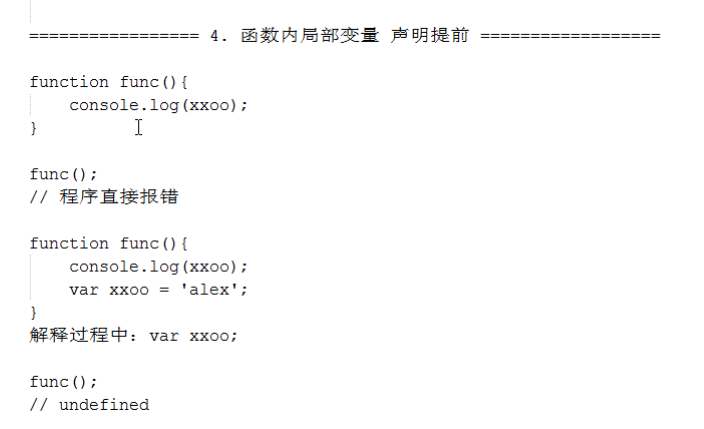 ================= 4. 函数内局部变量 声明提前 ==================
function func(){
    console.log(xxoo);
}
func();
// 程序直接报错
function func(){
    console.log(xxoo);
    var xxoo = 'alex';
}
解释过程中：var xxoo;
func();
// undefined